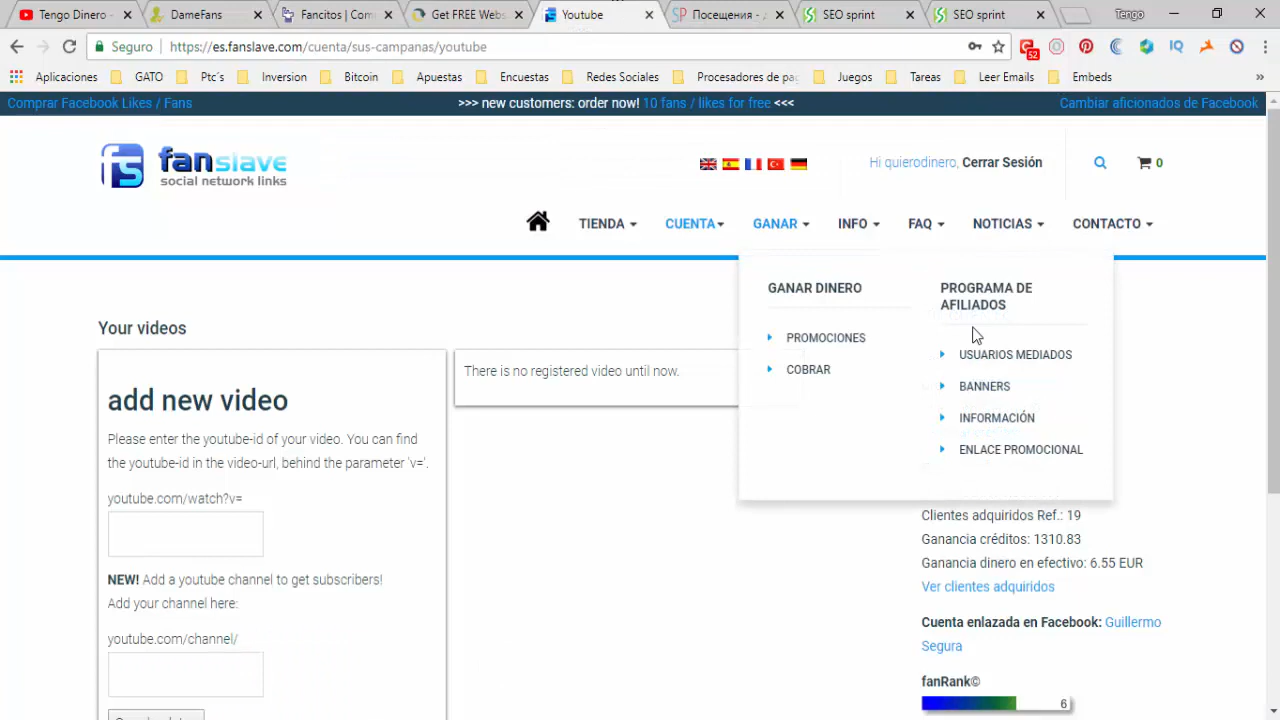 Tengo Dinero -
DameFans
Fancitos | Com
Get FREE Webs
Youtube
Посещения - д
SEO sprint
SEO sprint
Tengo
Seguro
https://es.fanslave.com/cuenta/sus-campanas/youtube
52
IQ
Aplicaciones
GATO
Ptc´s
Inversion
Bitcoin
Apuestas
Encuestas
Redes Sociales
Procesadores de pag
Juegos
Tareas
Leer Emails
Embeds
»
Comprar Facebook Likes / Fans
>>> new customers: order now! 10 fans / likes for free <<<
Cambiar aficionados de Facebook
fs fanslave
social network links
Hi quierodinero, Cerrar Sesión
0
TIENDA
CUENTA
GANAR
INFO
FAQ
NOTICIAS
CONTACTO
GANAR DINERO
PROMOCIONES
COBRAR
PROGRAMA DE
AFILIADOS
USUARIOS MEDIADOS
BANNERS
INFORMACIÓN
ENLACE PROMOCIONAL
Your videos
add new video
Please enter the youtube-id of your video. You can find
the youtube-id in the video-url, behind the parameter 'v='.
youtube.com/watch?v=
NEW! Add a youtube channel to get subscribers!
Add your channel here:
youtube.com/channel/
There is no registered video until now.
Clientes adquiridos Ref.: 19
Ganancia créditos: 1310.83
Ganancia dinero en efectivo: 6.55 EUR
Ver clientes adquiridos
Cuenta enlazada en Facebook: Guillermo
Segura
fanRank©
6